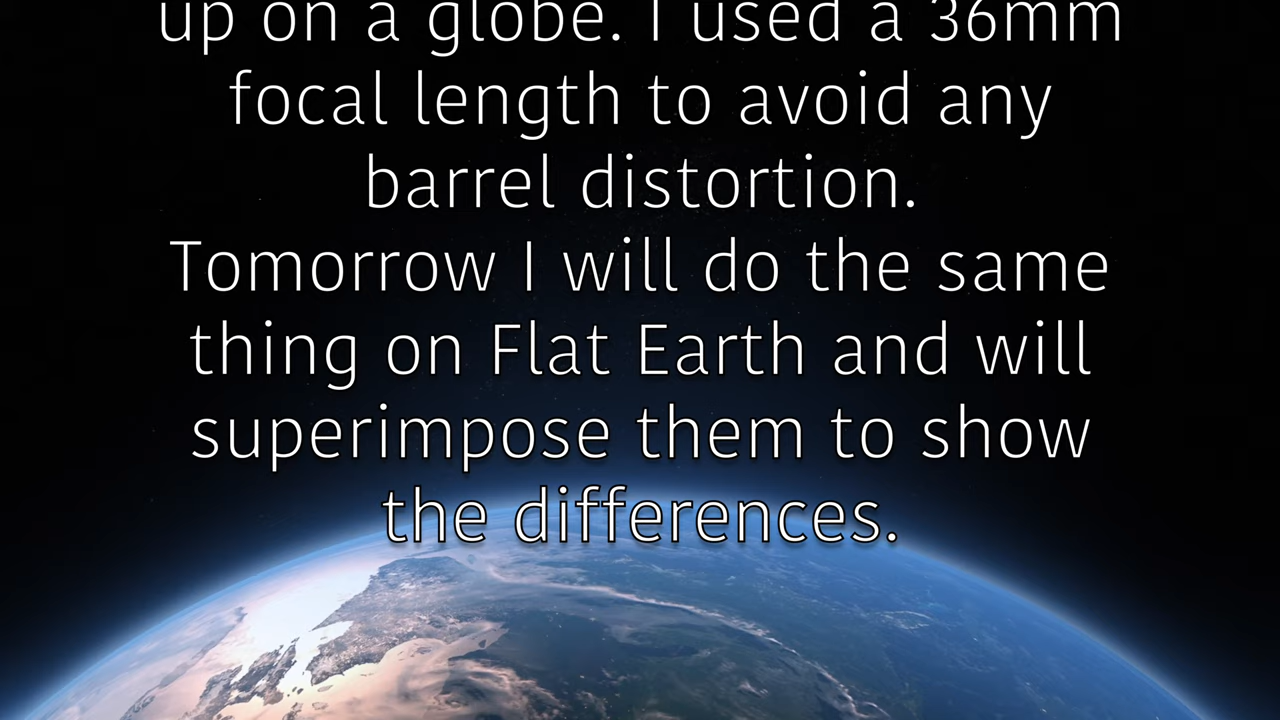 up on a globe. I used a 36mm
focal length to avoid any
barrel distortion.
Tomorrow I will do the same
thing on Flat Earth and will
superimpose them to show
the differences.